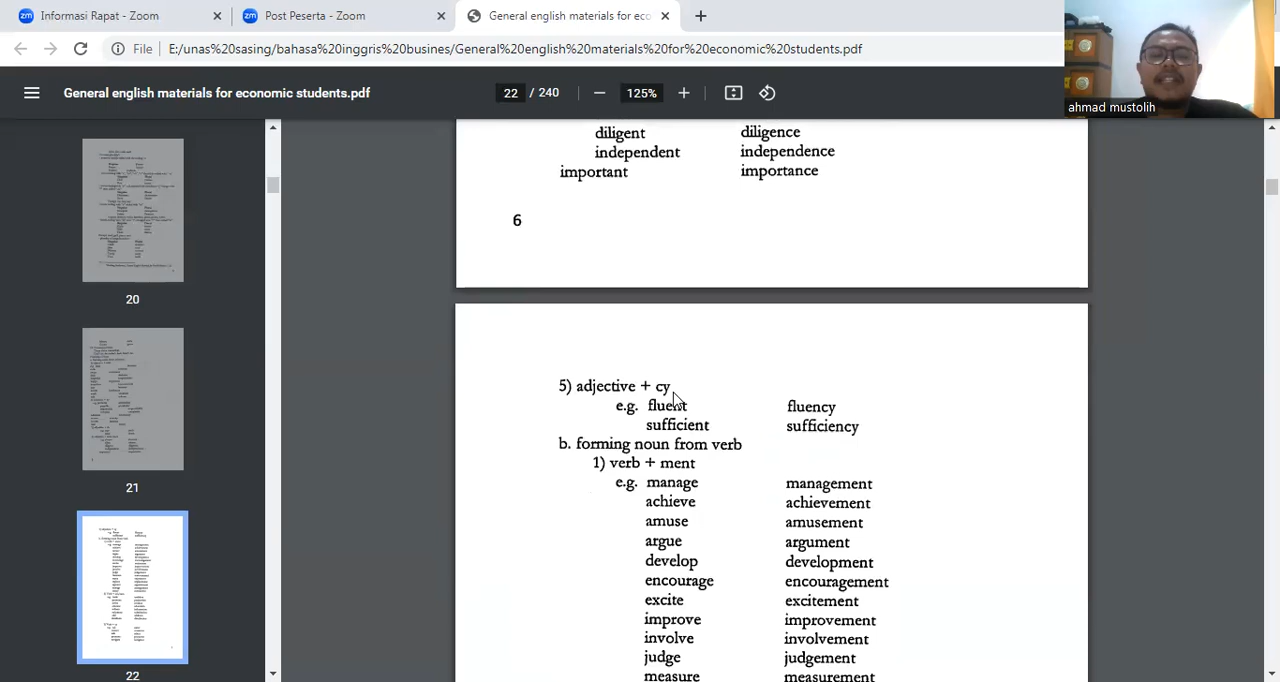 Informasi Rapat - Zoom
Post Peserta - Zoom
General english materials for eco
File
E:/unas%20sasing/bahasa%20inggris%20busines/General%20english%20materials%20for%20economic%20students.pdf
ahmad mustolih
General english materials for economic students.pdf
22 / 240
125%
20
21
22
diligent diligence
independent independence
important importance
6
5) adjective + cy
e.g. fluent fluency
sufficient sufficiency
b. forming noun from verb
1) verb + ment
e.g. manage management
achieve achievement
amuse amusement
argue argument
develop development
encourage encouragement
excite excitement
improve improvement
involve involvement
judge judgement
measure measurement